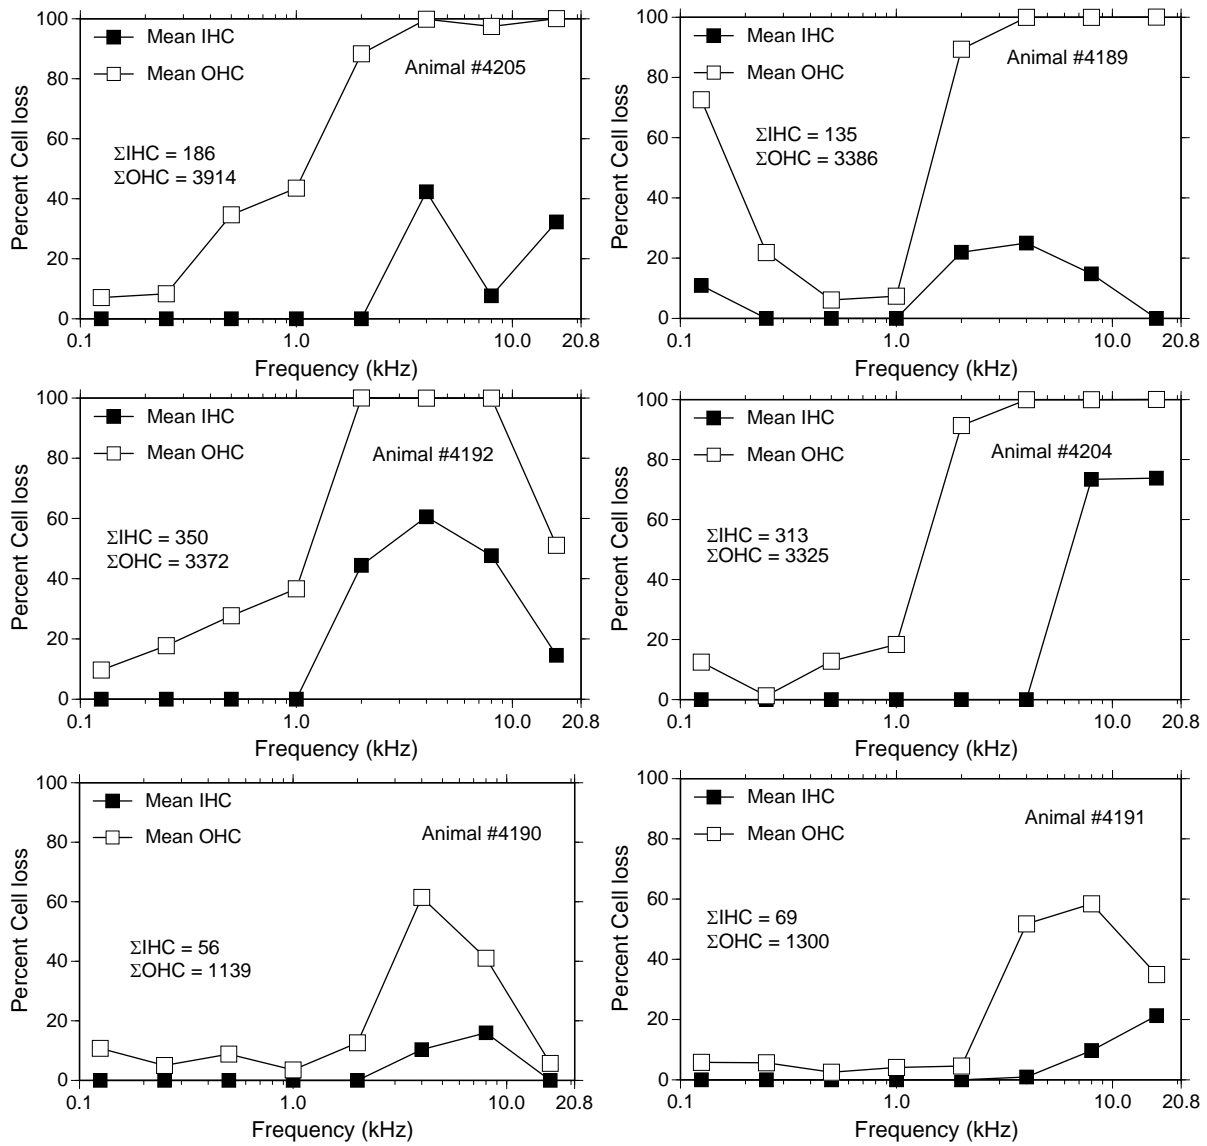 100
80
60
40
20
0
Percent Cell loss
Mean IHC
Mean OHC
Animal #4205
ΣIHC = 186
ΣOHC = 3914
0.1
1.0
10.0
20.8
Frequency (kHz)
100
80
60
40
20
0
Percent Cell loss
Mean IHC
Mean OHC
Animal #4189
ΣIHC = 135
ΣOHC = 3386
0.1
1.0
10.0
20.8
Frequency (kHz)
100
80
60
40
20
0
Percent Cell loss
Mean IHC
Mean OHC
Animal #4192
ΣIHC = 350
ΣOHC = 3372
0.1
1.0
10.0
20.8
Frequency (kHz)
100
80
60
40
20
0
Percent Cell loss
Mean IHC
Mean OHC
Animal #4204
ΣIHC = 313
ΣOHC = 3325
0.1
1.0
10.0
20.8
Frequency (kHz)
100
80
60
40
20
0
Percent Cell loss
Mean IHC
Mean OHC
Animal #4190
ΣIHC = 56
ΣOHC = 1139
0.1
1.0
10.0
20.8
Frequency (kHz)
100
80
60
40
20
0
Percent Cell loss
Mean IHC
Mean OHC
Animal #4191
ΣIHC = 69
ΣOHC = 1300
0.1
1.0
10.0
20.8
Frequency (kHz)